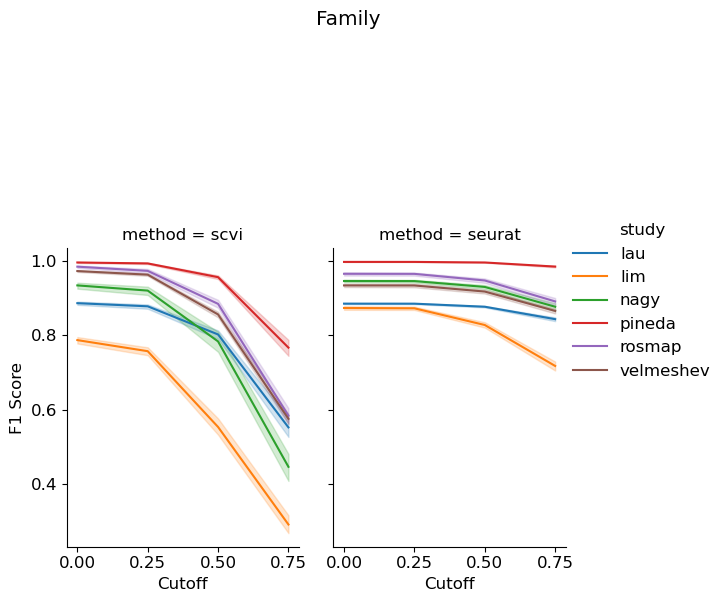 Family
method = scvi
method = seurat
study
lau
lim
nagy
pineda
rosmap
velmeshev
F1 Score
1.0
0.8
0.6
0.4
0.00 0.25 0.50 0.75
0.00 0.25 0.50 0.75
Cutoff
Cutoff